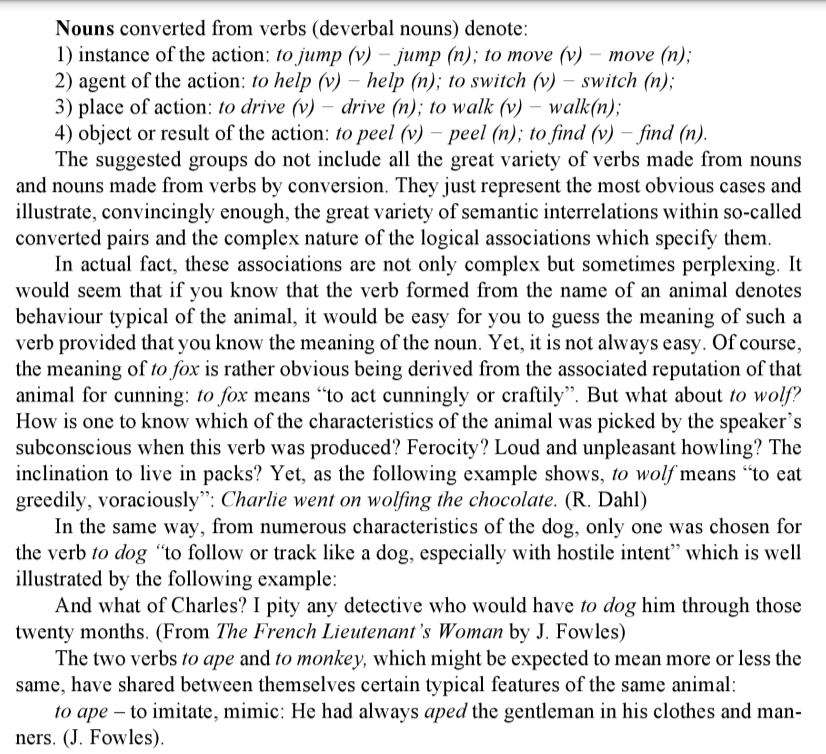 Nouns converted from verbs (deverbal nouns) denote:
1) instance of the action: to jump (v) – jump (n); to move (v) – move (n);
2) agent of the action: to help (v) – help (n); to switch (v) – switch (n);
3) place of action: to drive (v) – drive (n); to walk (v) – walk(n);
4) object or result of the action: to peel (v) – peel (n); to find (v) – find (n).
The suggested groups do not include all the great variety of verbs made from nouns
and nouns made from verbs by conversion. They just represent the most obvious cases and
illustrate, convincingly enough, the great variety of semantic interrelations within so-called
converted pairs and the complex nature of the logical associations which specify them.
In actual fact, these associations are not only complex but sometimes perplexing. It
would seem that if you know that the verb formed from the name of an animal denotes
behaviour typical of the animal, it would be easy for you to guess the meaning of such a
verb provided that you know the meaning of the noun. Yet, it is not always easy. Of course,
the meaning of to fox is rather obvious being derived from the associated reputation of that
animal for cunning: to fox means “to act cunningly or craftily”. But what about to wolf?
How is one to know which of the characteristics of the animal was picked by the speaker’s
subconscious when this verb was produced? Ferocity? Loud and unpleasant howling? The
inclination to live in packs? Yet, as the following example shows, to wolf means “to eat
greedily, voraciously”: Charlie went on wolfing the chocolate. (R. Dahl)
In the same way, from numerous characteristics of the dog, only one was chosen for
the verb to dog “to follow or track like a dog, especially with hostile intent” which is well
illustrated by the following example:
And what of Charles? I pity any detective who would have to dog him through those
twenty months. (From The French Lieutenant’s Woman by J. Fowles)
The two verbs to ape and to monkey, which might be expected to mean more or less the
same, have shared between themselves certain typical features of the same animal:
to ape – to imitate, mimic: He had always aped the gentleman in his clothes and man-
ners. (J. Fowles).